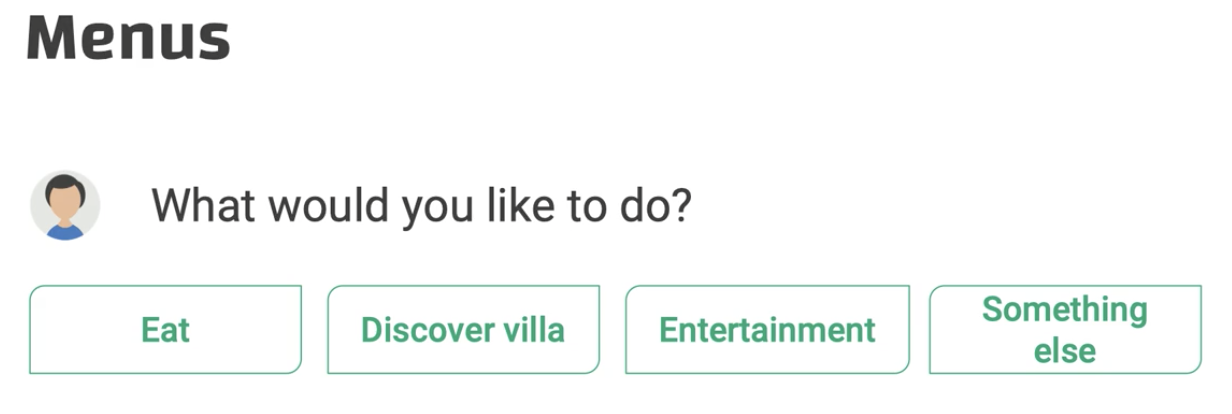 Menus
What would you like to do?
Eat
Discover villa
Entertainment
Something
else